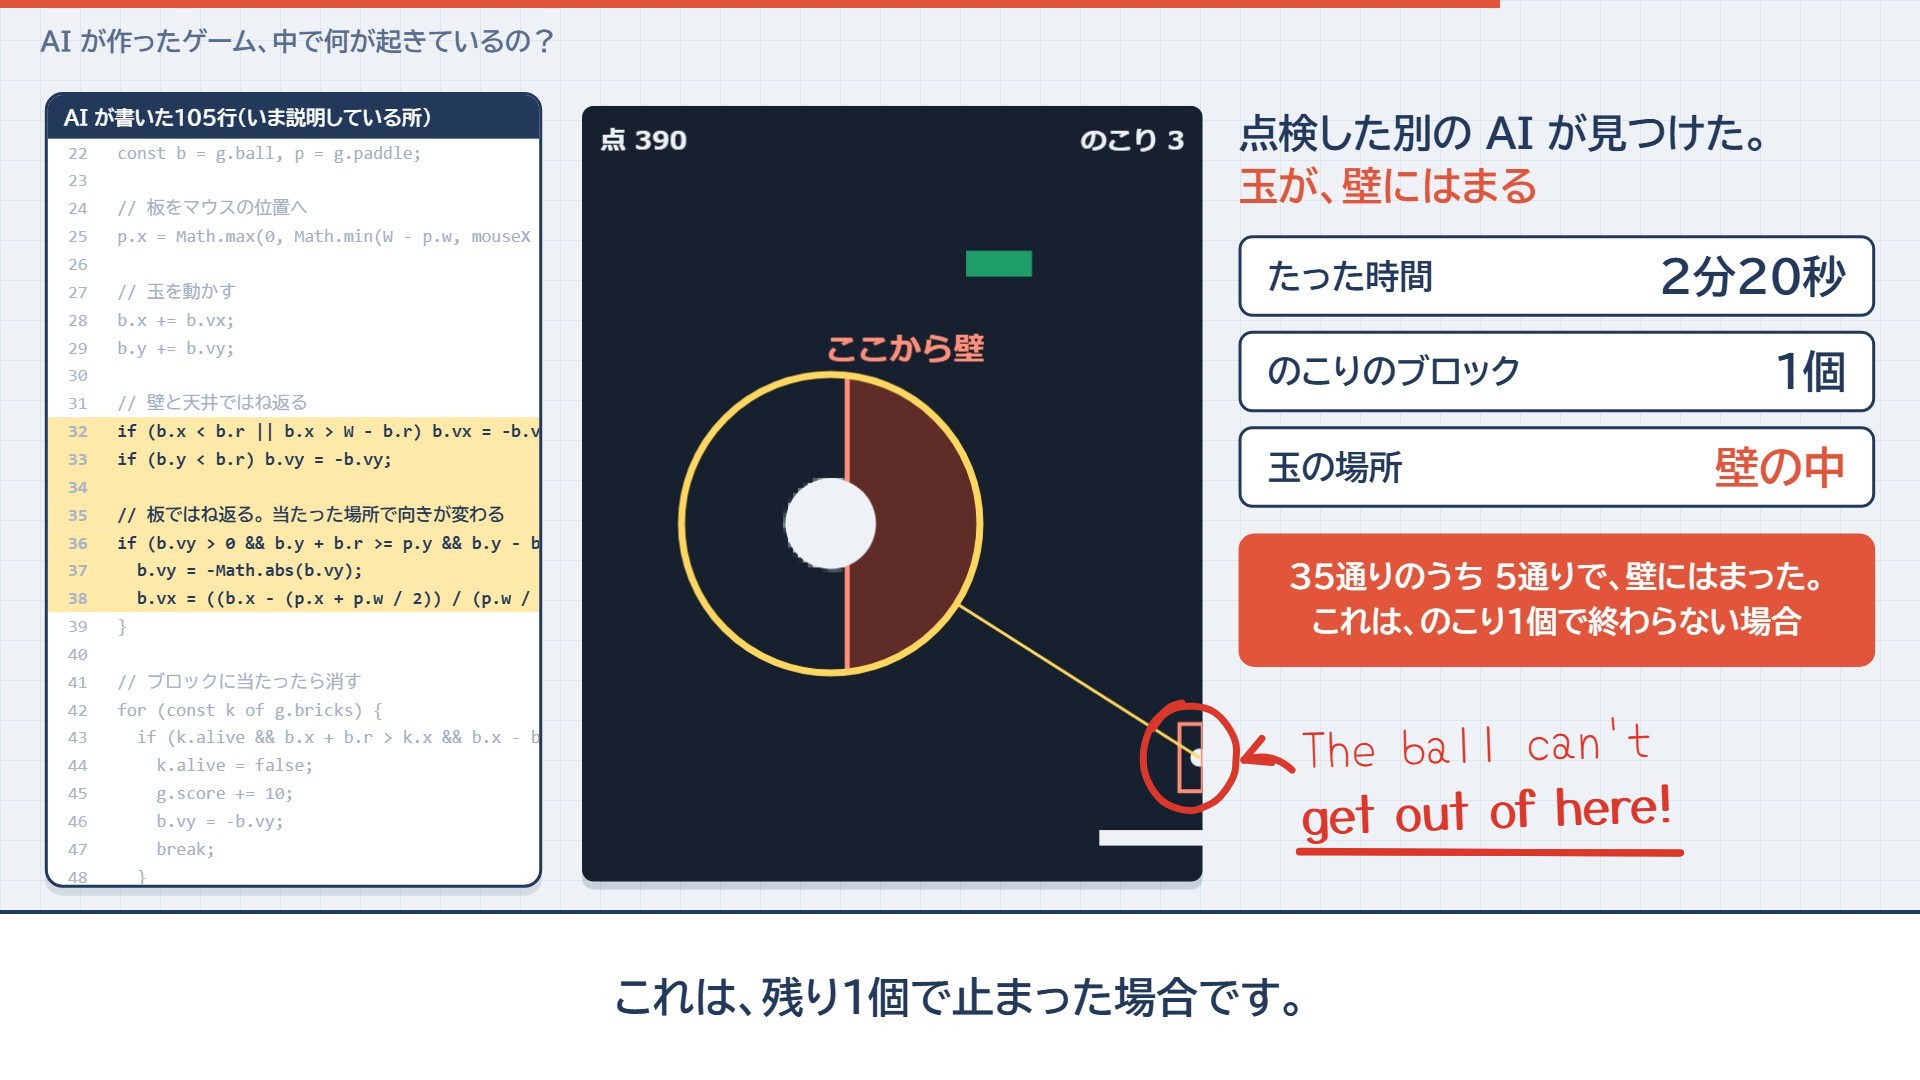 AI が作ったゲーム、中で何が起きているの？
AI が書いた105行（いま説明している所）
22 const b = g.ball, p = g.paddle;
23
24 // 板をマウスの位置へ
25 p.x = Math.max(0, Math.min(W - p.w, mouseX
26
27 // 玉を動かす
28 b.x += b.vx;
29 b.y += b.vy;
30
31 // 壁と天井ではね返る
32 if (b.x < b.r || b.x > W - b.r) b.vx = -b.v
33 if (b.y < b.r) b.vy = -b.vy;
34
35 // 板ではね返る。当たった場所で向きが変わる
36 if (b.vy > 0 && b.y + b.r >= p.y && b.y - b
37 b.vy = -Math.abs(b.vy);
38 b.vx = ((b.x - (p.x + p.w / 2)) / (p.w /
39 }
40
41 // ブロックに当たったら消す
42 for (const k of g.bricks) {
43 if (k.alive && b.x + b.r > k.x && b.x - b
44 k.alive = false;
45 g.score += 10;
46 b.vy = -b.vy;
47 break;
48 }
点 390
のこり 3
ここから壁
点検した別の AI が見つけた。
玉が、壁にはまる
たった時間 2分20秒
のこりのブロック 1個
玉の場所 壁の中
35通りのうち 5通りで、壁にはまった。
これは、のこり1個で終わらない場合
The ball can't
get out of here!
これは、残り1個で止まった場合です。